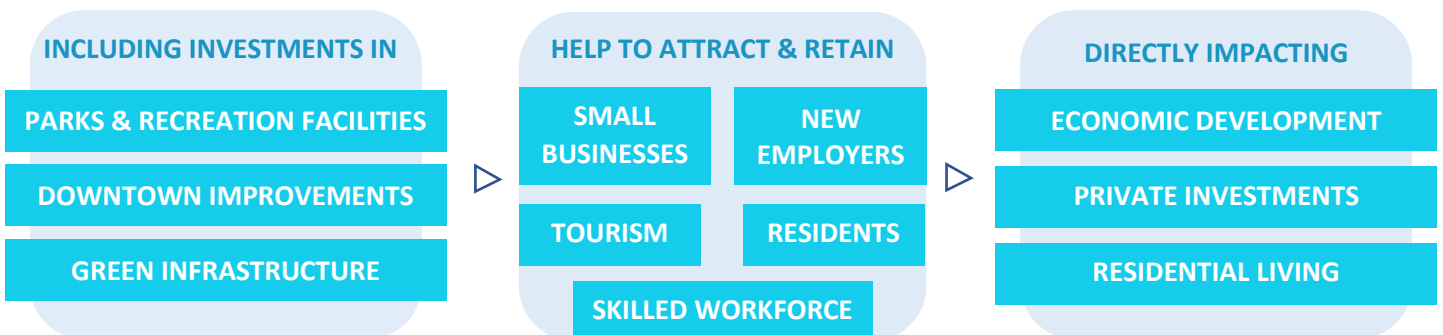 INCLUDING INVESTMENTS IN
PARKS & RECREATION FACILITIES
DOWNTOWN IMPROVEMENTS
GREEN INFRASTRUCTURE
HELP TO ATTRACT & RETAIN
SMALL
BUSINESSES
NEW
EMPLOYERS
TOURISM
RESIDENTS
SKILLED WORKFORCE
DIRECTLY IMPACTING
ECONOMIC DEVELOPMENT
PRIVATE INVESTMENTS
RESIDENTIAL LIVING